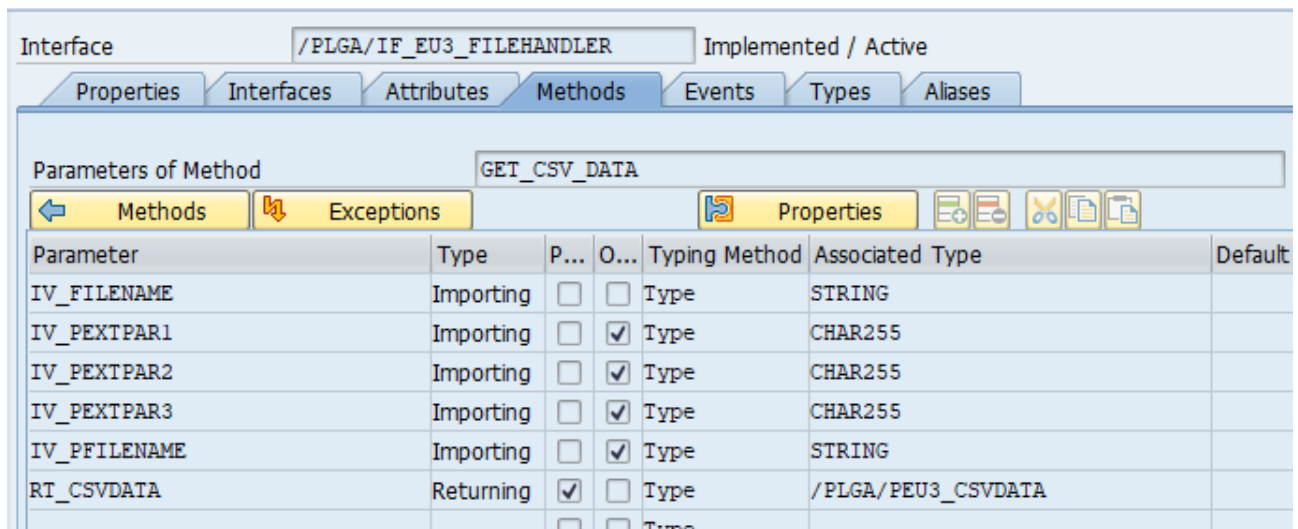 Interface /PLGA/IF_EU3_FILEHANDLER Implemented / Active
Properties Interfaces Attributes Methods Events Types Aliases
Parameters of Method GET_CSV_DATA
Methods Exceptions Properties
Parameter Type P... O... Typing Method Associated Type Default
IV_FILENAME Importing Type STRING
IV_PEXTPAR1 Importing Type CHAR255
IV_PEXTPAR2 Importing Type CHAR255
IV_PEXTPAR3 Importing Type CHAR255
IV_PFILENAME Importing Type STRING
RT_CSVDATA Returning Type /PLGA/PEU3_CSVDATA
Type